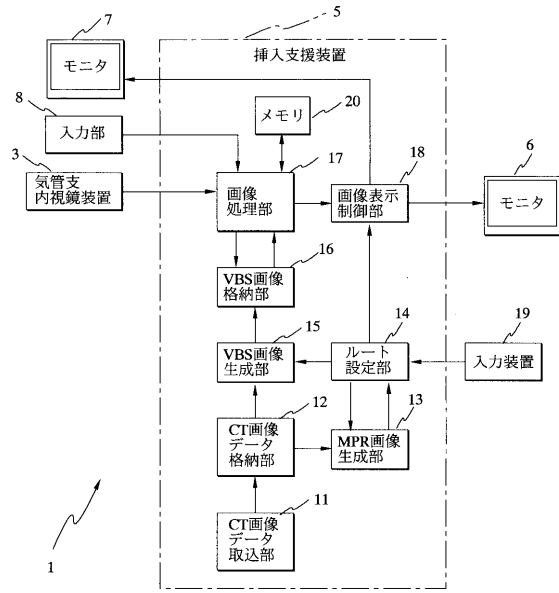 5
7
挿入支援装置
モニタ
8
入力部
メモリ
20
3
気管支
内視鏡装置
17
画像
処理部
18
画像表示
制御部
6
モニタ
16
VBS画像
格納部
15
VBS画像
生成部
14
ルート
設定部
19
入力装置
12
CT画像
データ
格納部
13
MPR画像
生成部
11
CT画像
データ
取込部
1